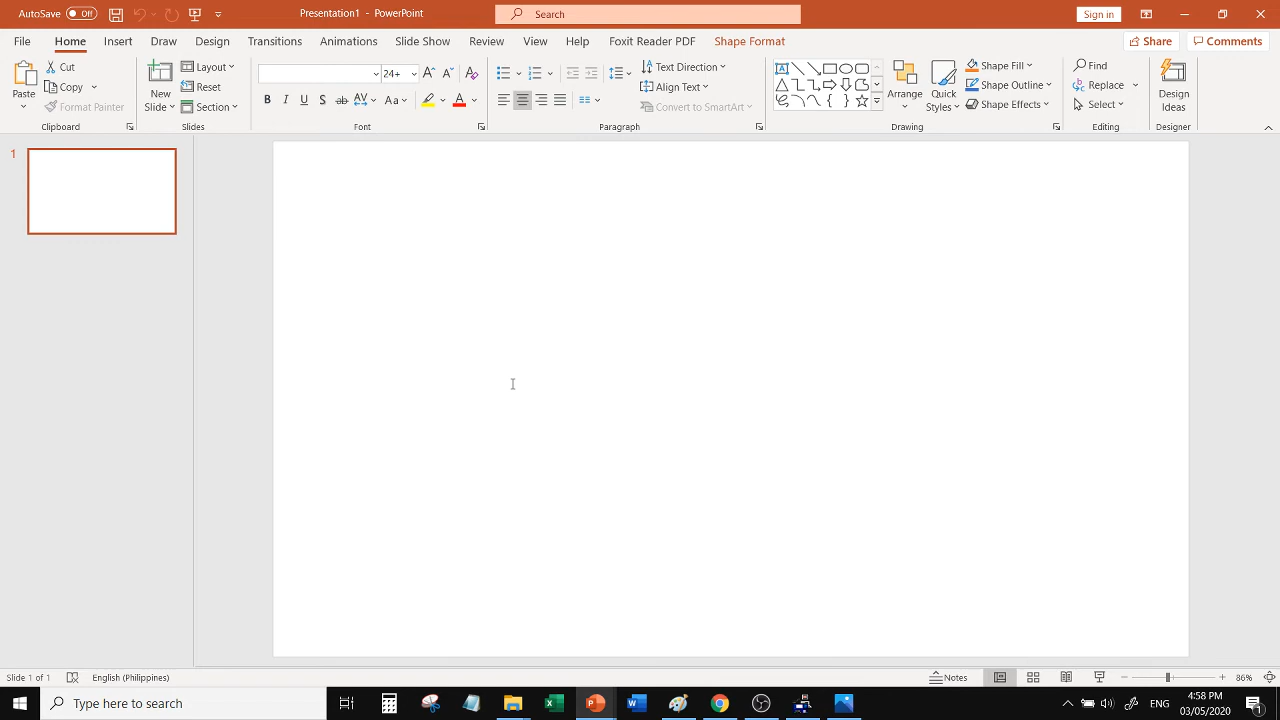 AutoSave Off Presentation1 - PowerPoint Search Sign in
File Home Insert Draw Design Transitions Animations Slide Show Review View Help Foxit Reader PDF Shape Format Share Comments
Paste
Cut
Copy
Format Painter
Clipboard
New
Slide
Layout
Reset
Section
Slides
24+
B I U S ab AV Aa A
Font
Text Direction
Align Text
Convert to SmartArt
Paragraph
Arrange
Quick
Styles
Shape Fill
Shape Outline
Shape Effects
Drawing
Find
Replace
Select
Editing
Design
Ideas
Designer
1
Slide 1 of 1 English (Philippines) Notes 86%
Type here to search
ENG
4:58 PM
03/05/2020
1